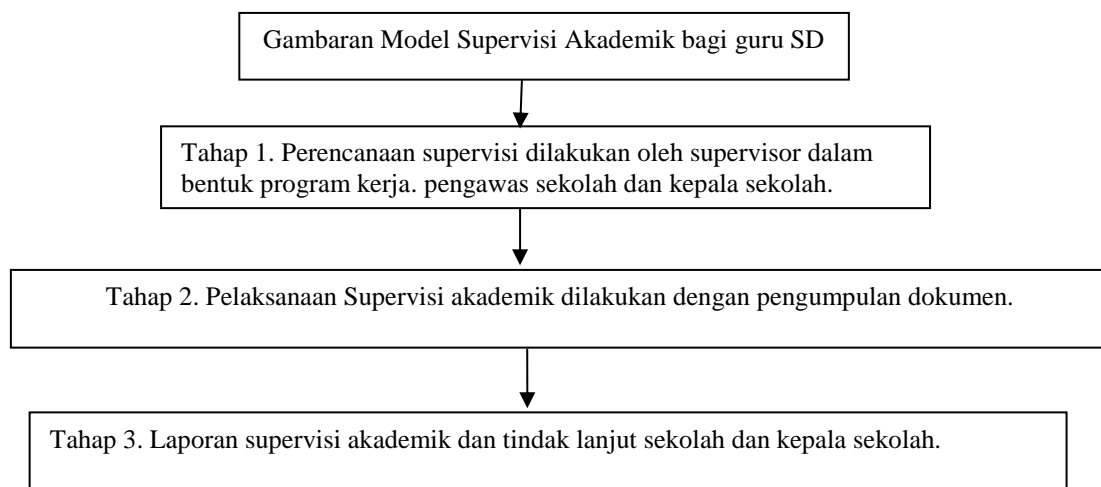 Gambaran Model Supervisi Akademik bagi guru SD
Tahap 1. Perencanaan supervisi dilakukan oleh supervisor dalam
bentuk program kerja. pengawas sekolah dan kepala sekolah.
Tahap 2. Pelaksanaan Supervisi akademik dilakukan dengan pengumpulan dokumen.
Tahap 3. Laporan supervisi akademik dan tindak lanjut sekolah dan kepala sekolah.